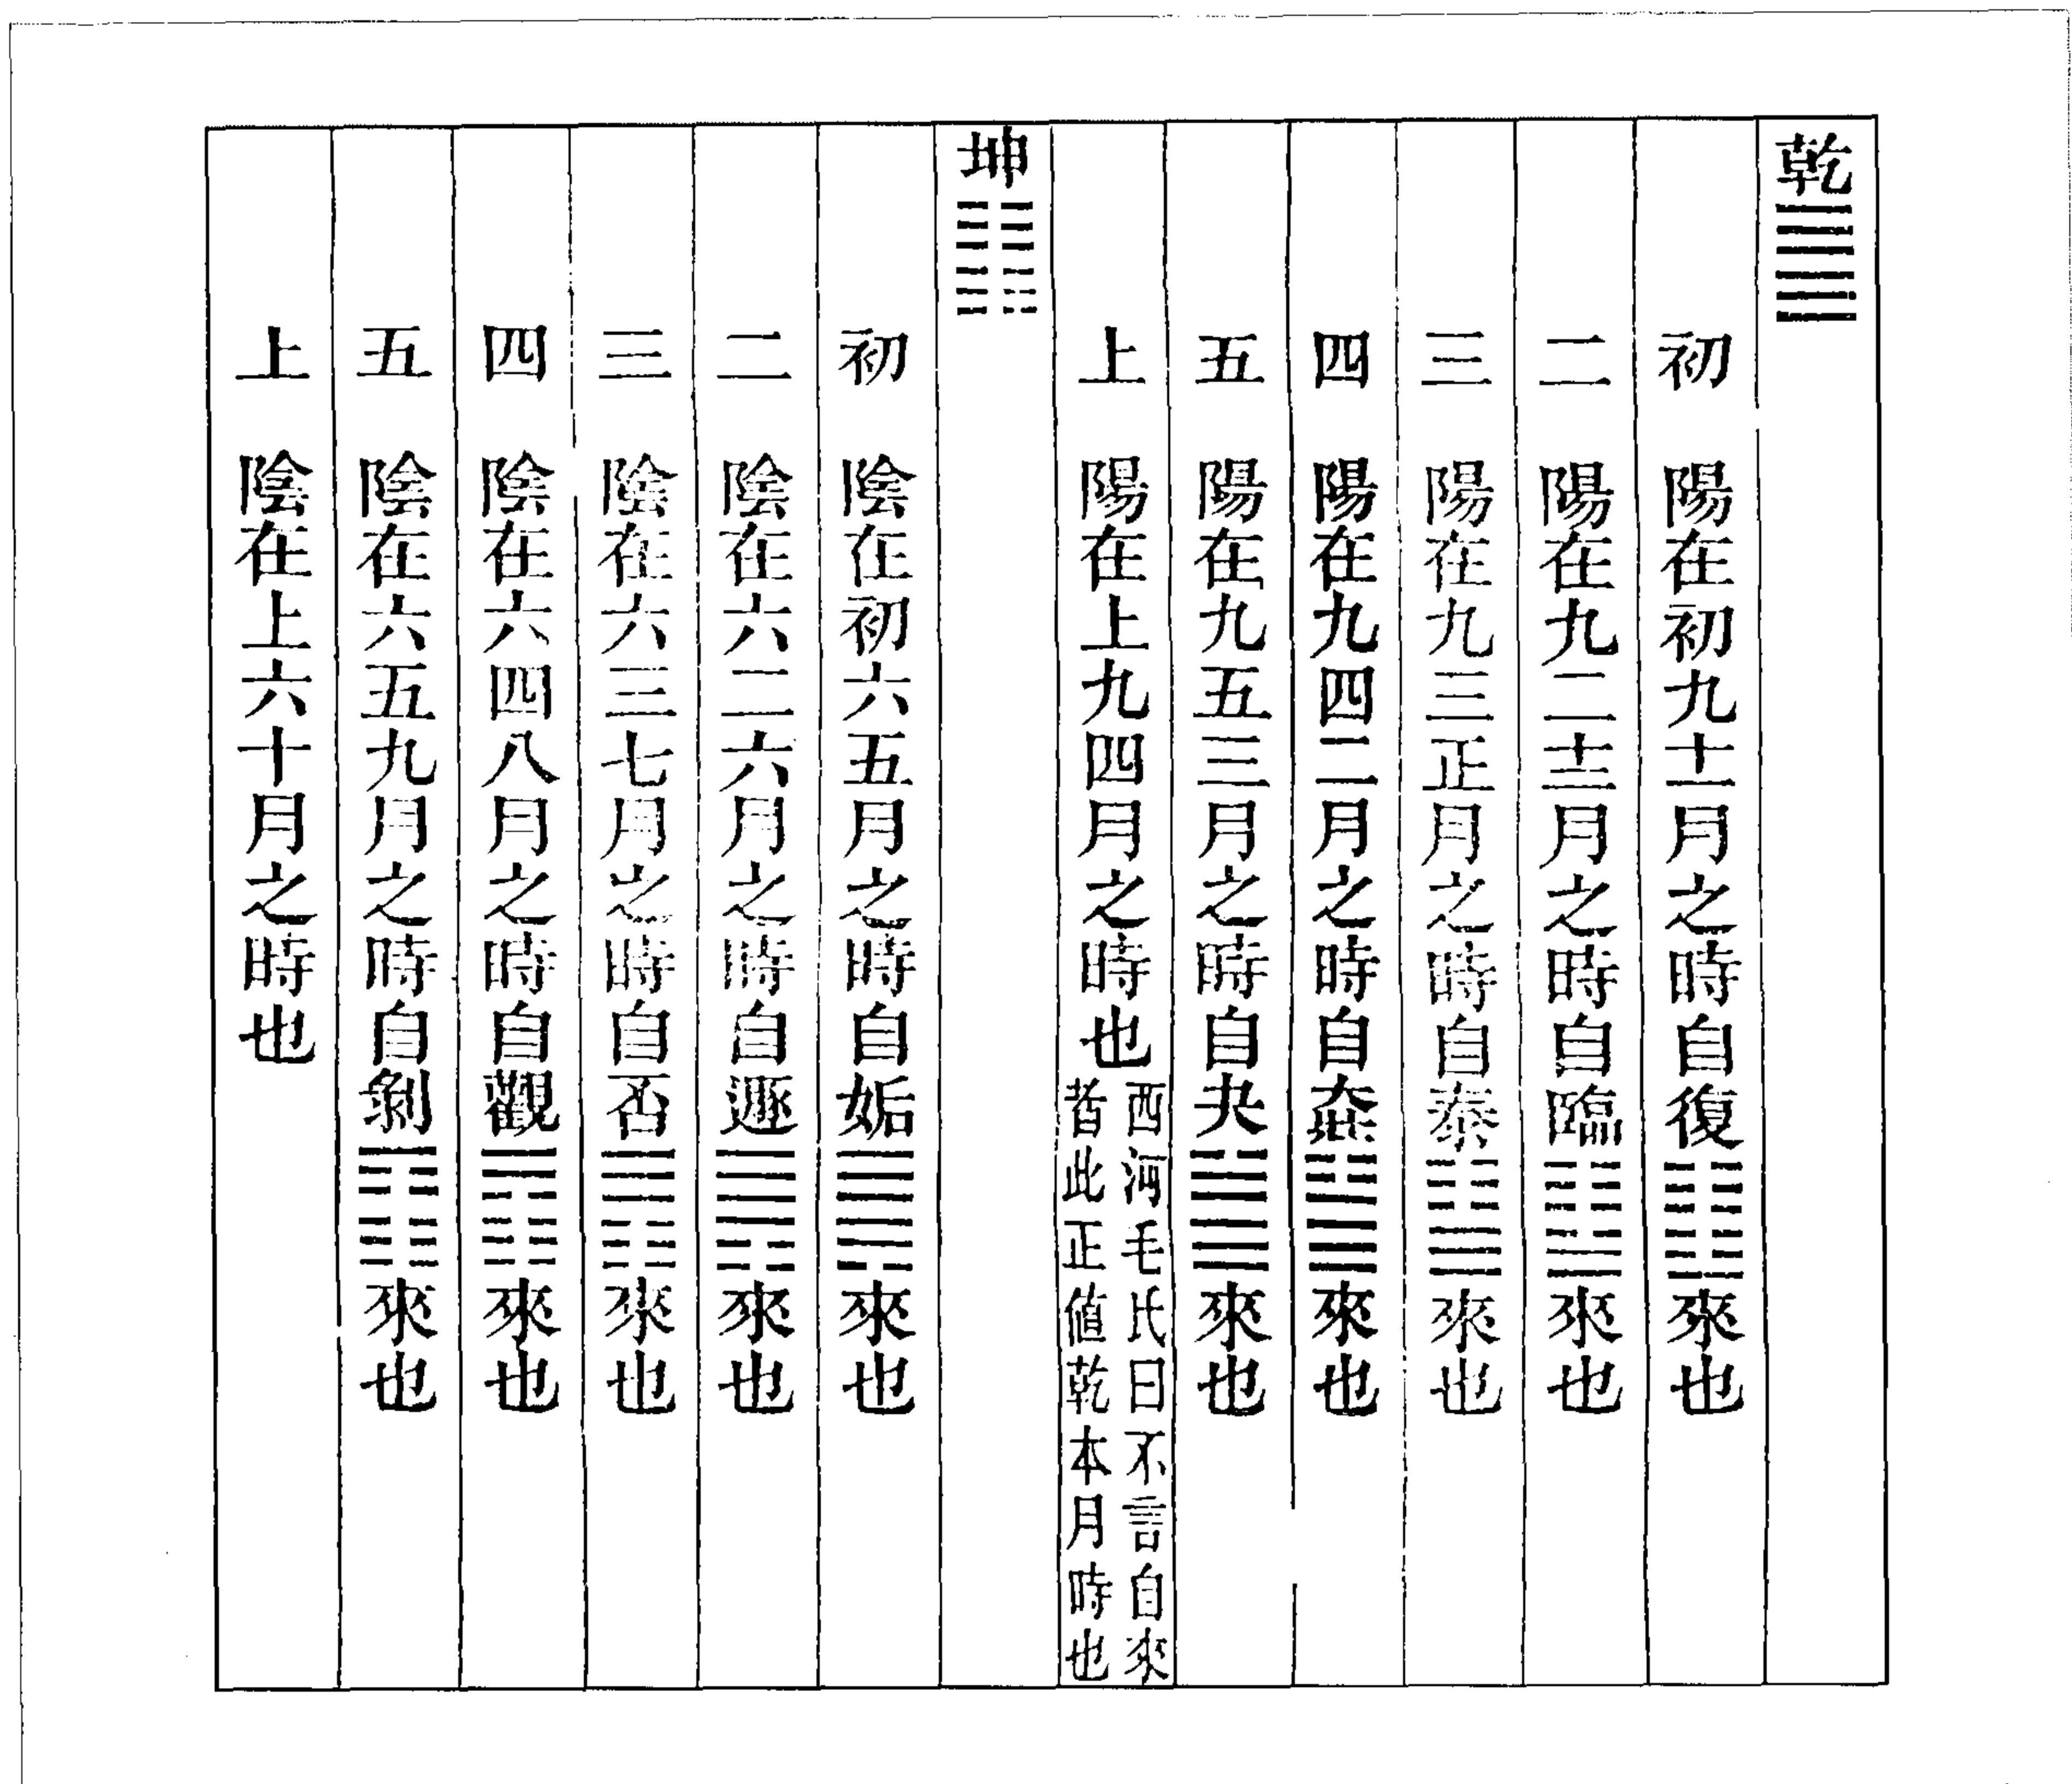 乾䷀
初　陽在初九十一月之時自復䷗來也
二　陽在九二十二月之時自臨䷒來也
三　陽在九三正月之時自泰䷊來也
四　陽在九四二月之時自大壯䷡來也
五　陽在九五三月之時自夬䷪來也
上　陽在上九四月之時也西河毛氏曰不言自來
者此正值乾本月時也
坤䷁
初　陰在初六五月之時自姤䷫來也
二　陰在六二六月之時自遯䷠來也
三　陰在六三七月之時自否䷋來也
四　陰在六四八月之時自觀䷓來也
五　陰在六五九月之時自剝䷖來也
上　陰在上六十月之時也